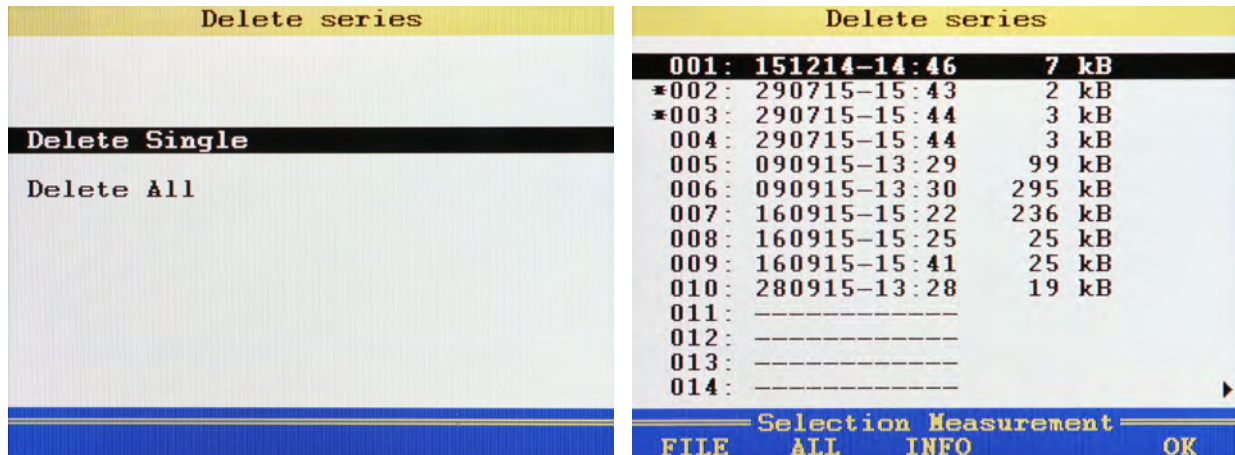 Delete series
Delete Single
Delete All
Delete series
001: 151214-14:46 7 kB
*002: 290715-15:43 2 kB
*003: 290715-15:44 3 kB
004: 290715-15:44 3 kB
005: 090915-13:29 99 kB
006: 090915-13:30 295 kB
007: 160915-15:22 236 kB
008: 160915-15:25 25 kB
009: 160915-15:41 25 kB
010: 280915-13:28 19 kB
011: ------------
012: ------------
013: ------------
014: ------------
Selection Measurement
FILE ALL INFO OK